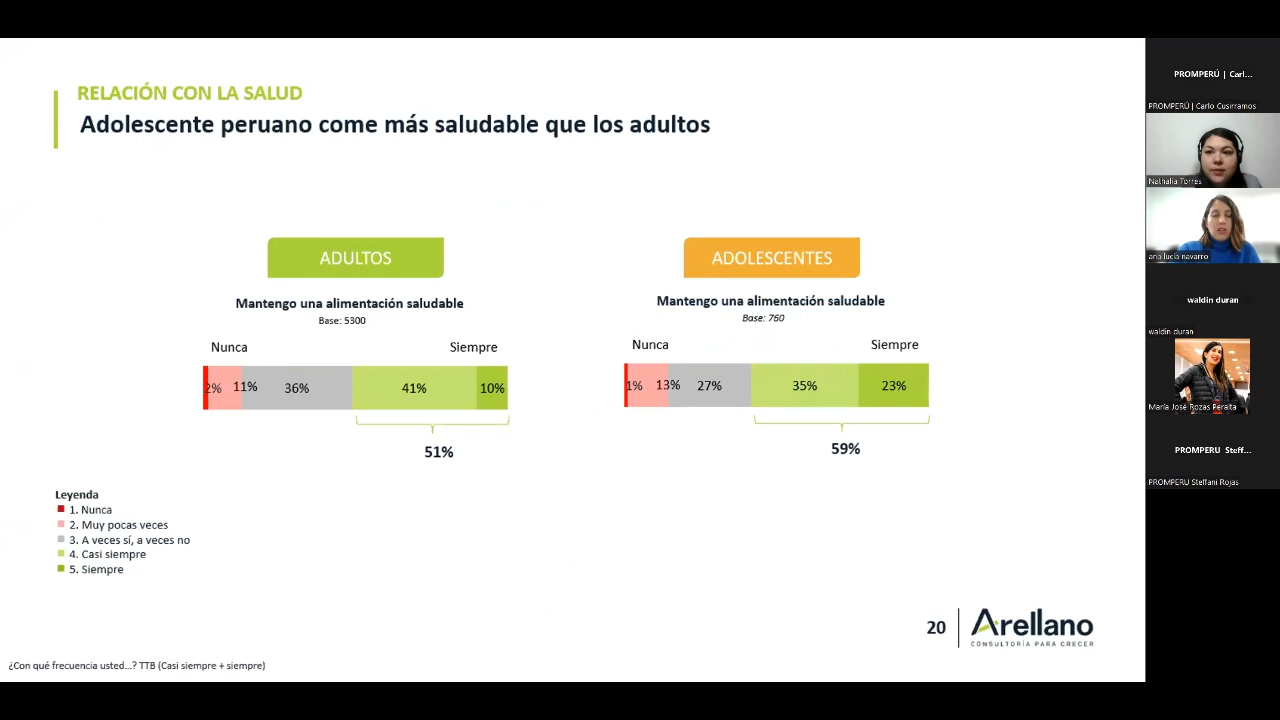 RELACIÓN CON LA SALUD
Adolescente peruano come más saludable que los adultos
ADULTOS
Mantengo una alimentación saludable
Base: 5300
Nunca
Siempre
2%
11%
36%
41%
10%
51%
ADOLESCENTES
Mantengo una alimentación saludable
Base: 760
Nunca
Siempre
1%
13%
27%
35%
23%
59%
Leyenda
1. Nunca
2. Muy pocas veces
3. A veces sí, a veces no
4. Casi siempre
5. Siempre
20
Arellano
CONSULTORÍA PARA CRECER
¿Con qué frecuencia usted...? TTB (Casi siempre + siempre)
PROMPERÚ | Carl...
PROMPERÚ | Carlo Cusirramos
Nathalia Torres
ana lucia navarro
waldin duran
waldin duran
María José Rozas Peralta
PROMPERU Steff...
PROMPERU Steffani Rojas